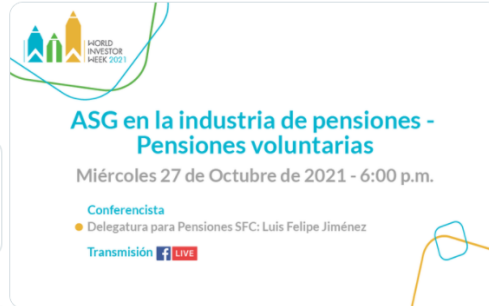 WORLD
INVESTOR
WEEK 2021
ASG en la industria de pensiones -
Pensiones voluntarias
Miércoles 27 de Octubre de 2021 - 6:00 p.m.
Conferencista
Delegatura para Pensiones SFC: Luis Felipe Jiménez
Transmisión f LIVE